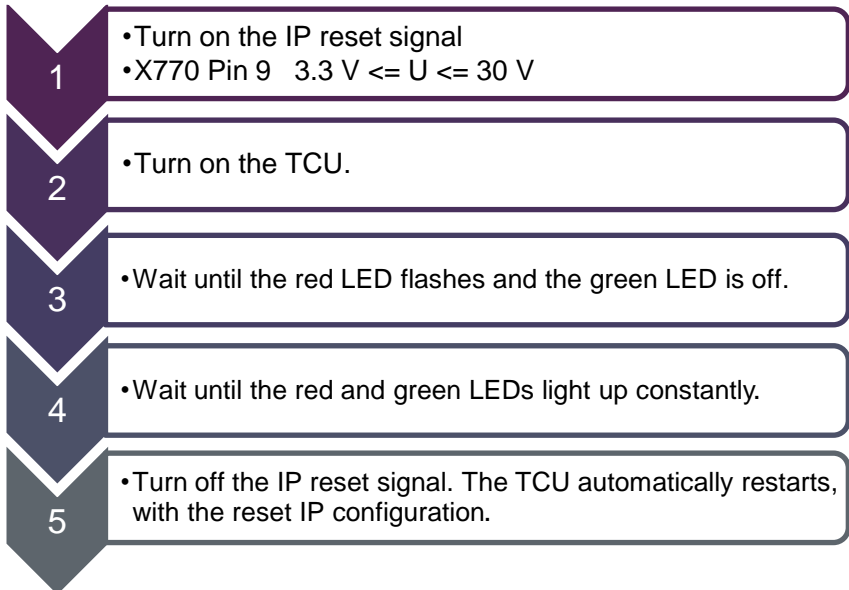 1
•Turn on the IP reset signal
•X770 Pin 9 3.3 V <= U <= 30 V
2
•Turn on the TCU.
3
•Wait until the red LED flashes and the green LED is off.
4
•Wait until the red and green LEDs light up constantly.
5
•Turn off the IP reset signal. The TCU automatically restarts,
with the reset IP configuration.